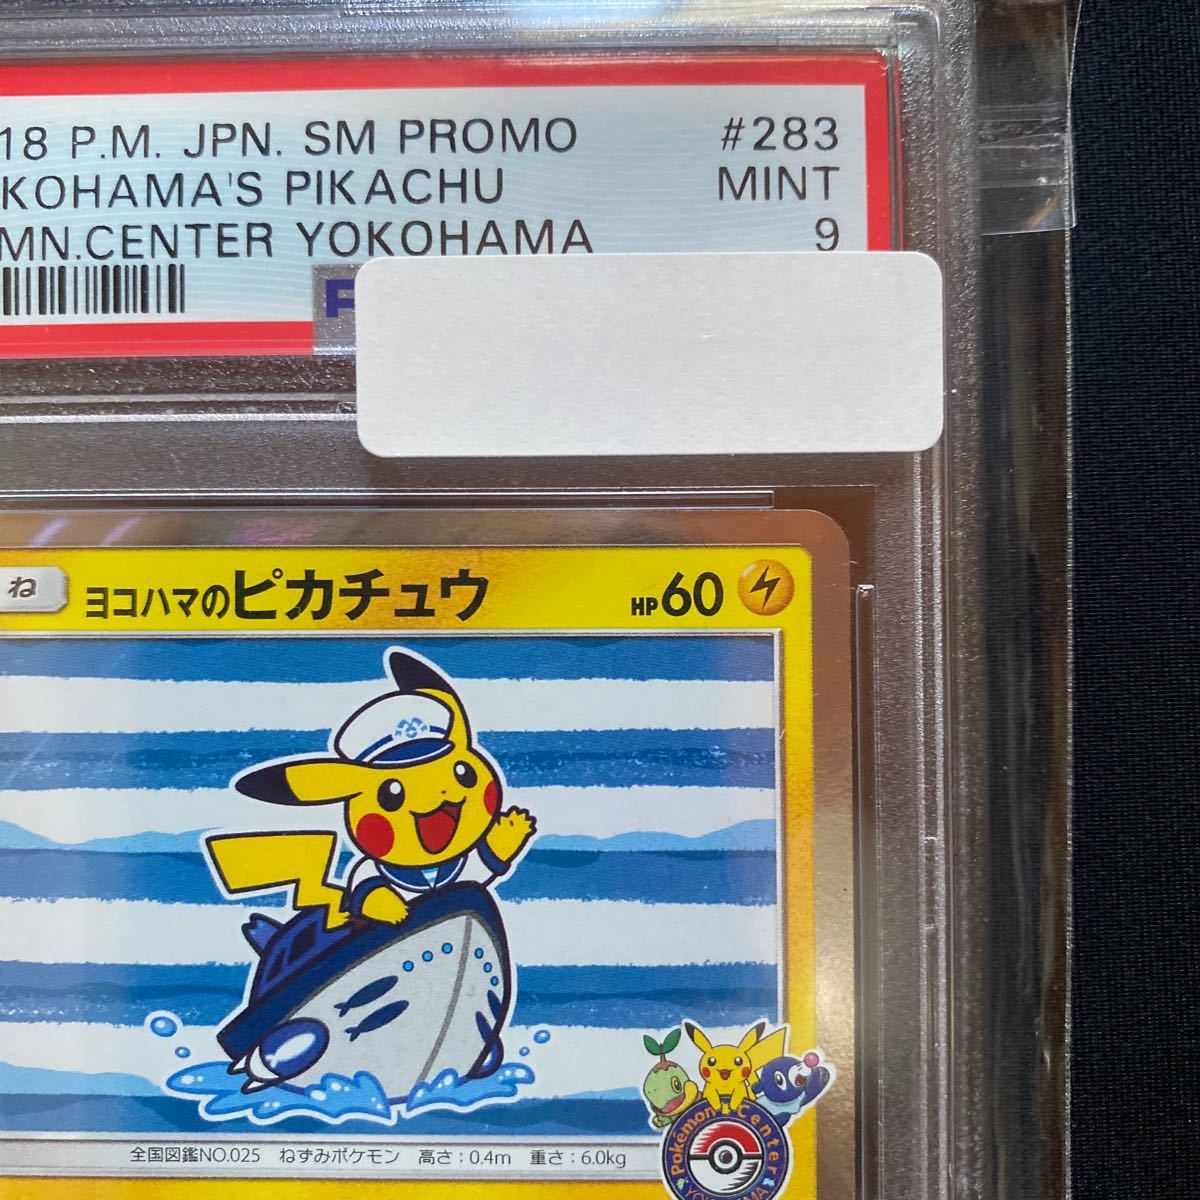 18 P.M. JPN. SM PROMO #283
KOHAMA'S PIKACHU MINT
MN.CENTER YOKOHAMA 9
ね ヨコハマのピカチュウ HP60
全国図鑑NO.025 ねずみポケモン 高さ:0.4m 重さ:6.0kg
Pokémon Center
YOKOHAMA